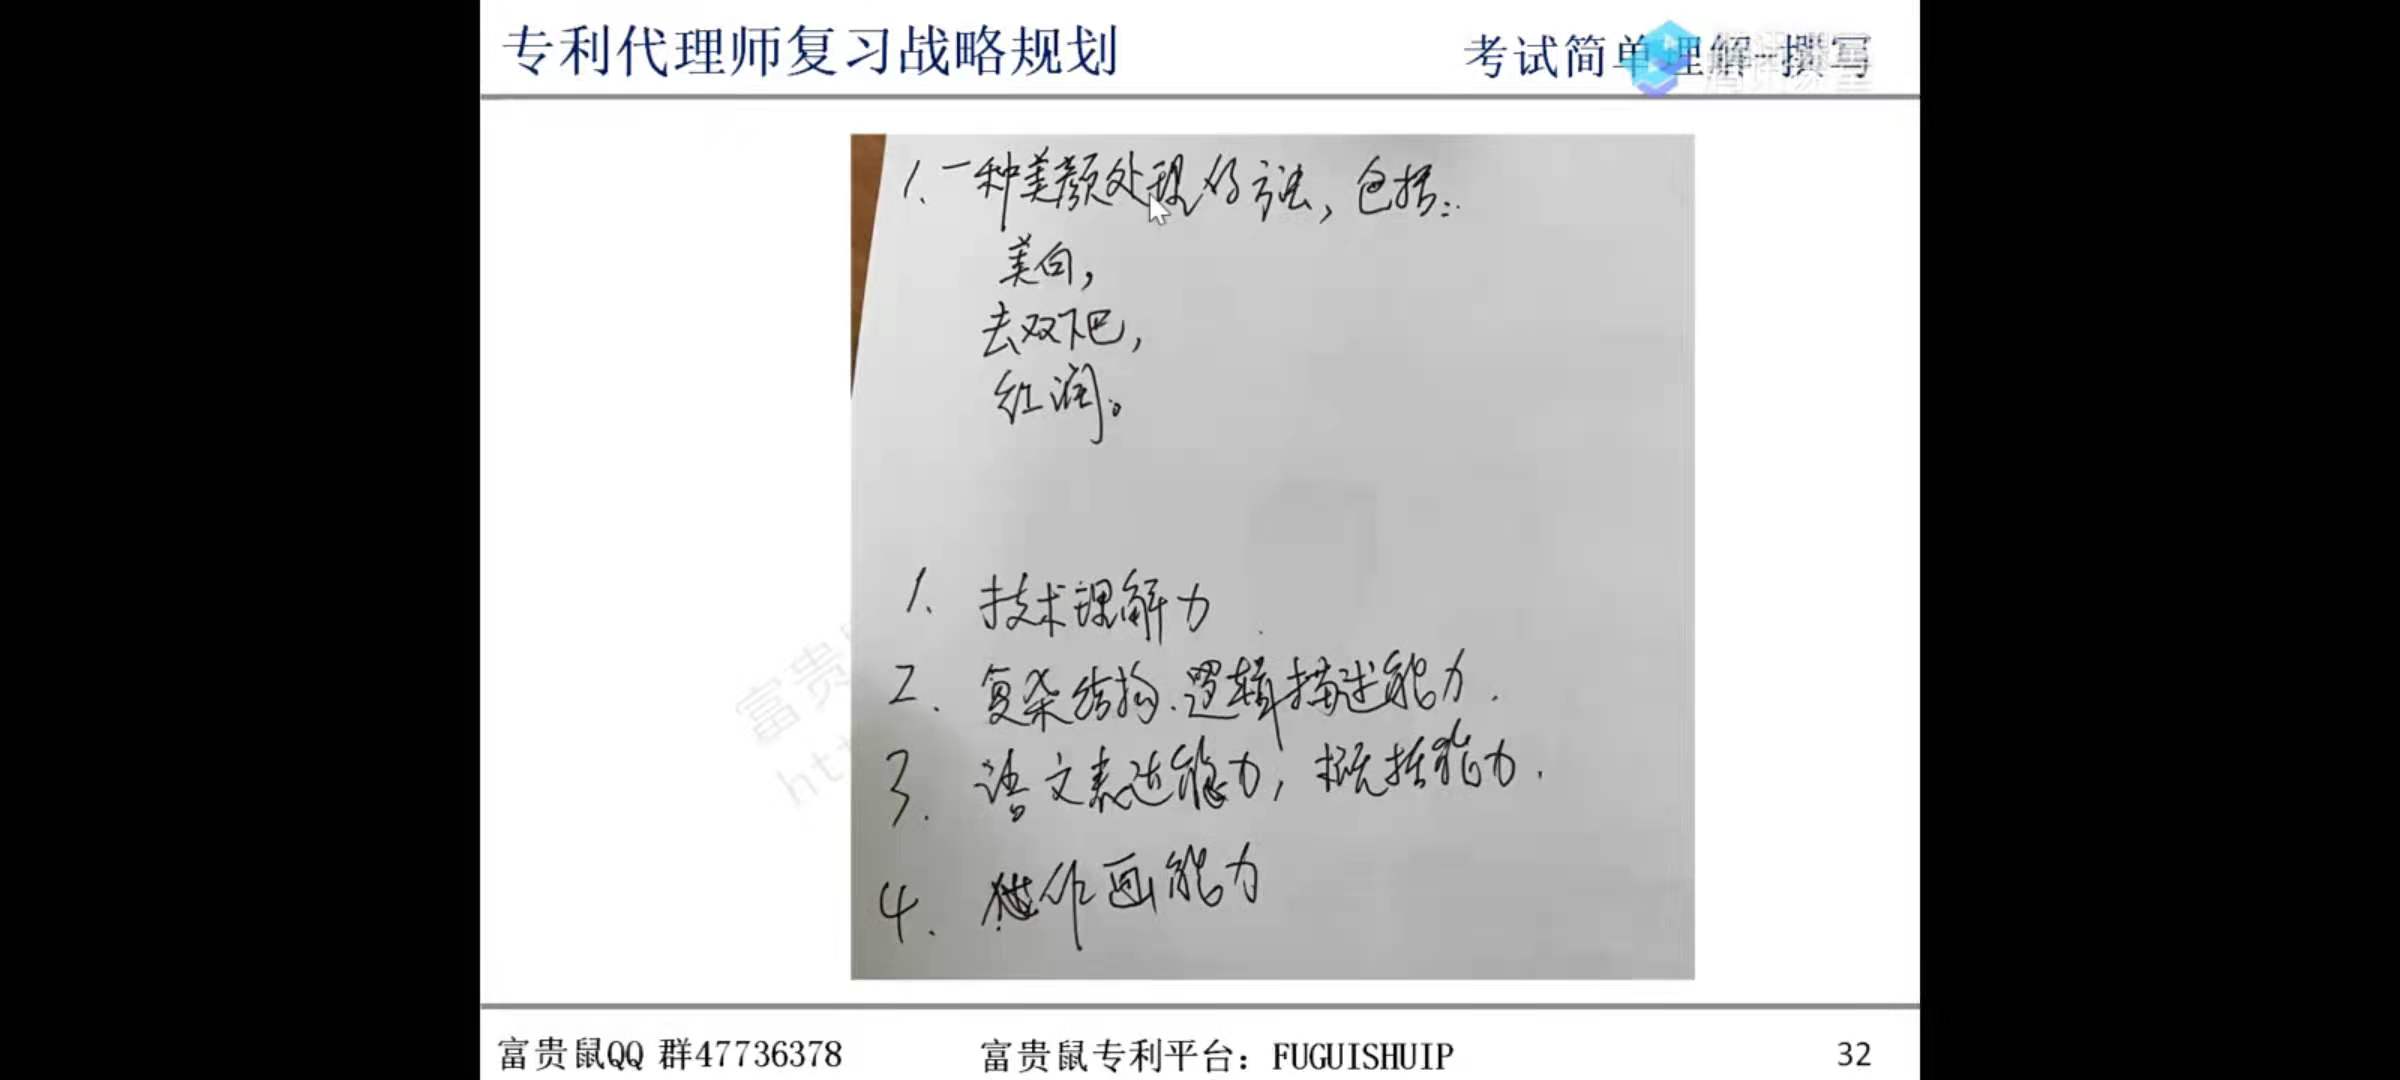 专利代理师复习战略规划
考试简单理解-撰写
1. 一种美颜处理的方法，包括：
美白，
去双下巴，
红润。
1. 技术理解力
2. 复杂结构、逻辑描述能力.
3. 语文表达能力，概括能力.
4. 作画能力
富贵
htt
富贵鼠QQ 群47736378
富贵鼠专利平台：FUGUISHUIP
32